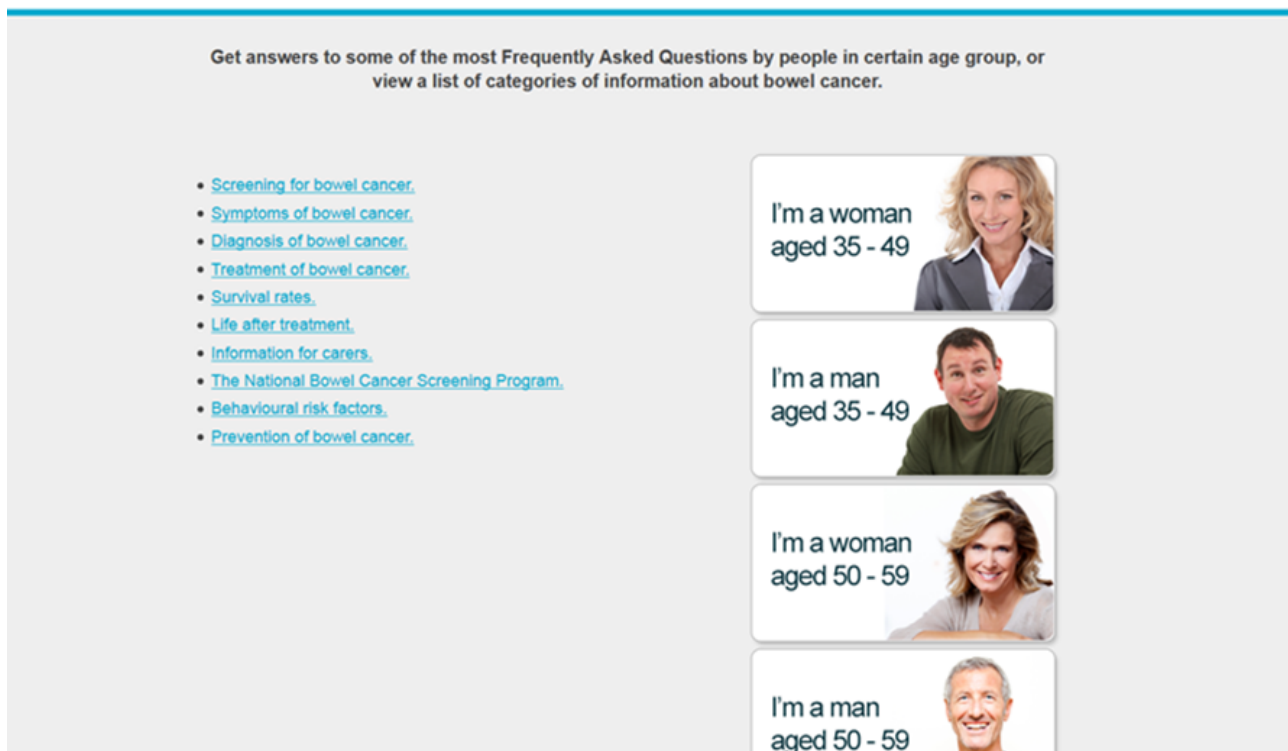 Get answers to some of the most Frequently Asked Questions by people in certain age group, or
view a list of categories of information about bowel cancer.
Screening for bowel cancer.
Symptoms of bowel cancer.
Diagnosis of bowel cancer.
Treatment of bowel cancer.
Survival rates.
Life after treatment.
Information for carers.
The National Bowel Cancer Screening Program.
Behavioural risk factors.
Prevention of bowel cancer.
I'm a woman
aged 35 - 49
I'm a man
aged 35 - 49
I'm a woman
aged 50 - 59
I'm a man
aged 50 - 59